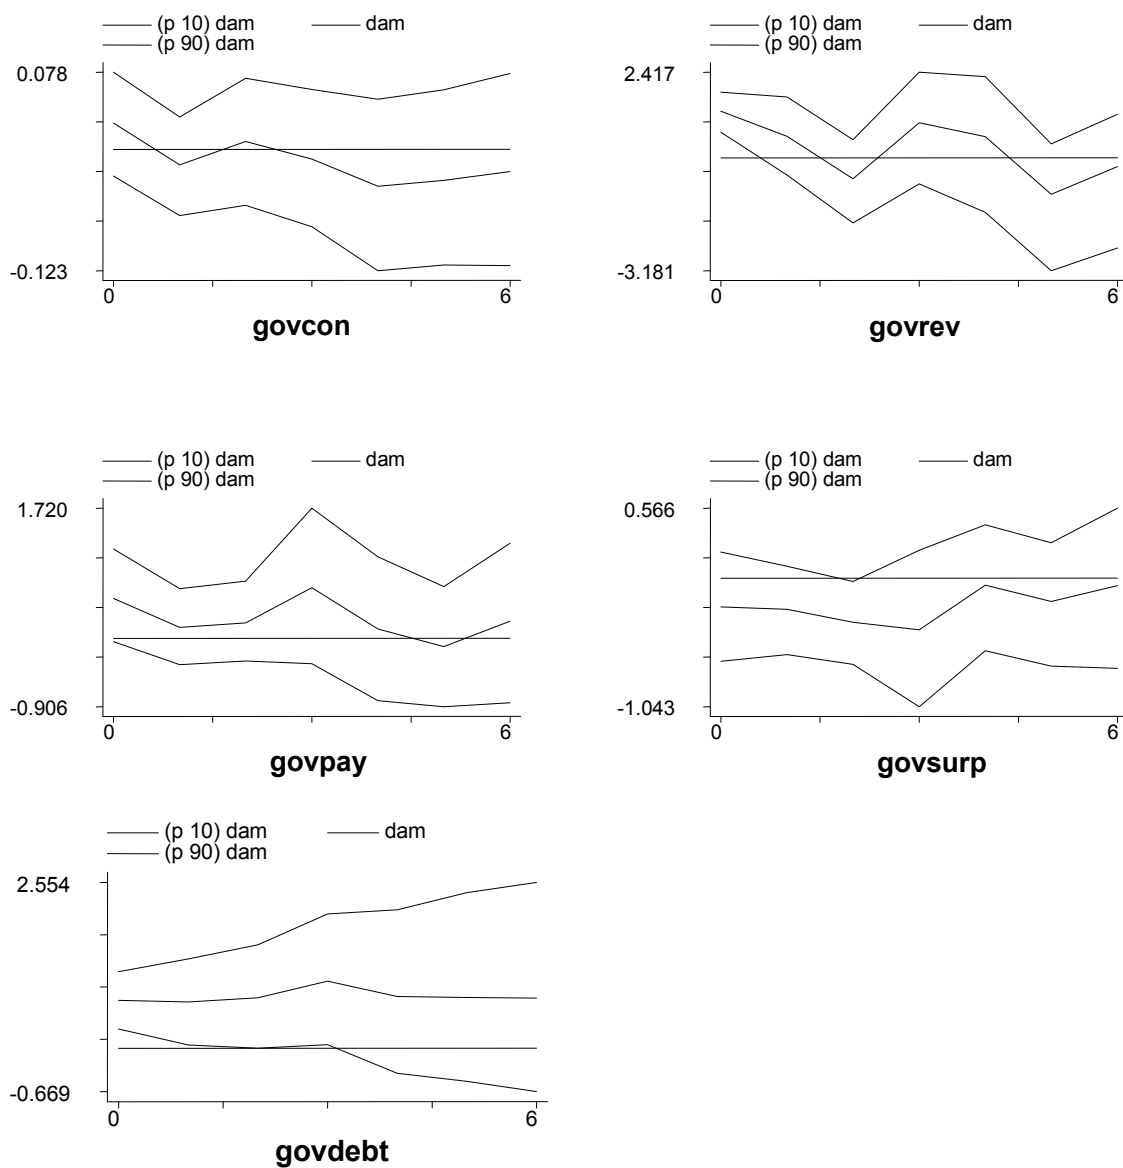 (p 10) dam dam
(p 90) dam
0.078
-0.123
0 6
govcon
(p 10) dam dam
(p 90) dam
2.417
-3.181
0 6
govrev
(p 10) dam dam
(p 90) dam
1.720
-0.906
0 6
govpay
(p 10) dam dam
(p 90) dam
0.566
-1.043
0 6
govsurp
(p 10) dam dam
(p 90) dam
2.554
-0.669
0 6
govdebt